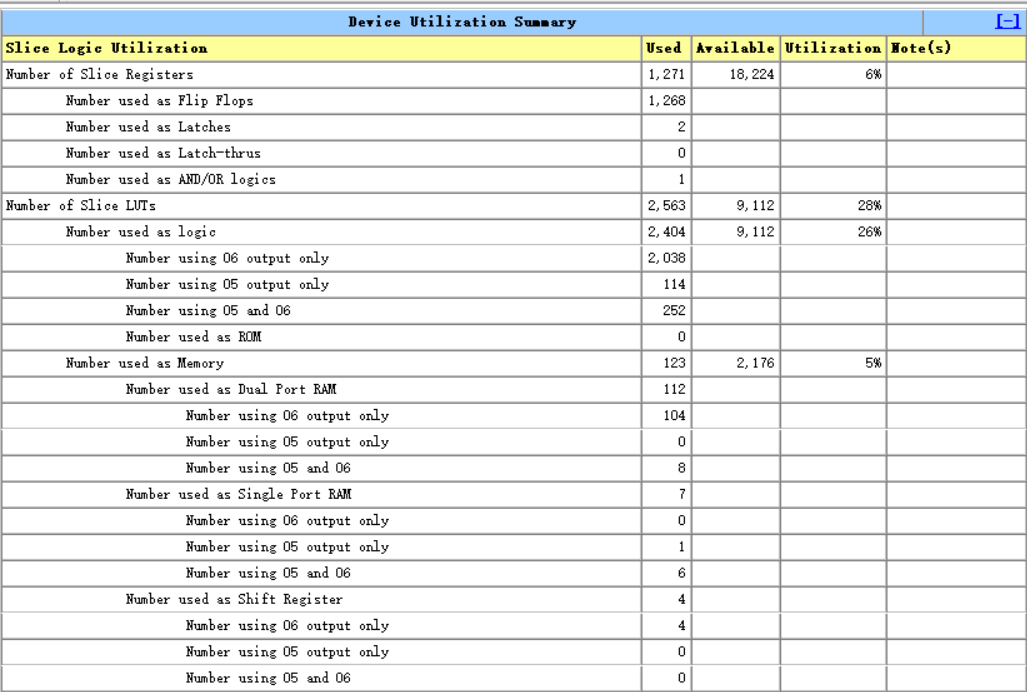 Device Utilization Summary [-]
Slice Logic Utilization Used Available Utilization Note(s)
Number of Slice Registers 1,271 18,224 6%
Number used as Flip Flops 1,268
Number used as Latches 2
Number used as Latch-thrus 0
Number used as AND/OR logics 1
Number of Slice LUTs 2,563 9,112 28%
Number used as logic 2,404 9,112 26%
Number using O6 output only 2,038
Number using O5 output only 114
Number using O5 and O6 252
Number used as ROM 0
Number used as Memory 123 2,176 5%
Number used as Dual Port RAM 112
Number using O6 output only 104
Number using O5 output only 0
Number using O5 and O6 8
Number used as Single Port RAM 7
Number using O6 output only 0
Number using O5 output only 1
Number using O5 and O6 6
Number used as Shift Register 4
Number using O6 output only 4
Number using O5 output only 0
Number using O5 and O6 0